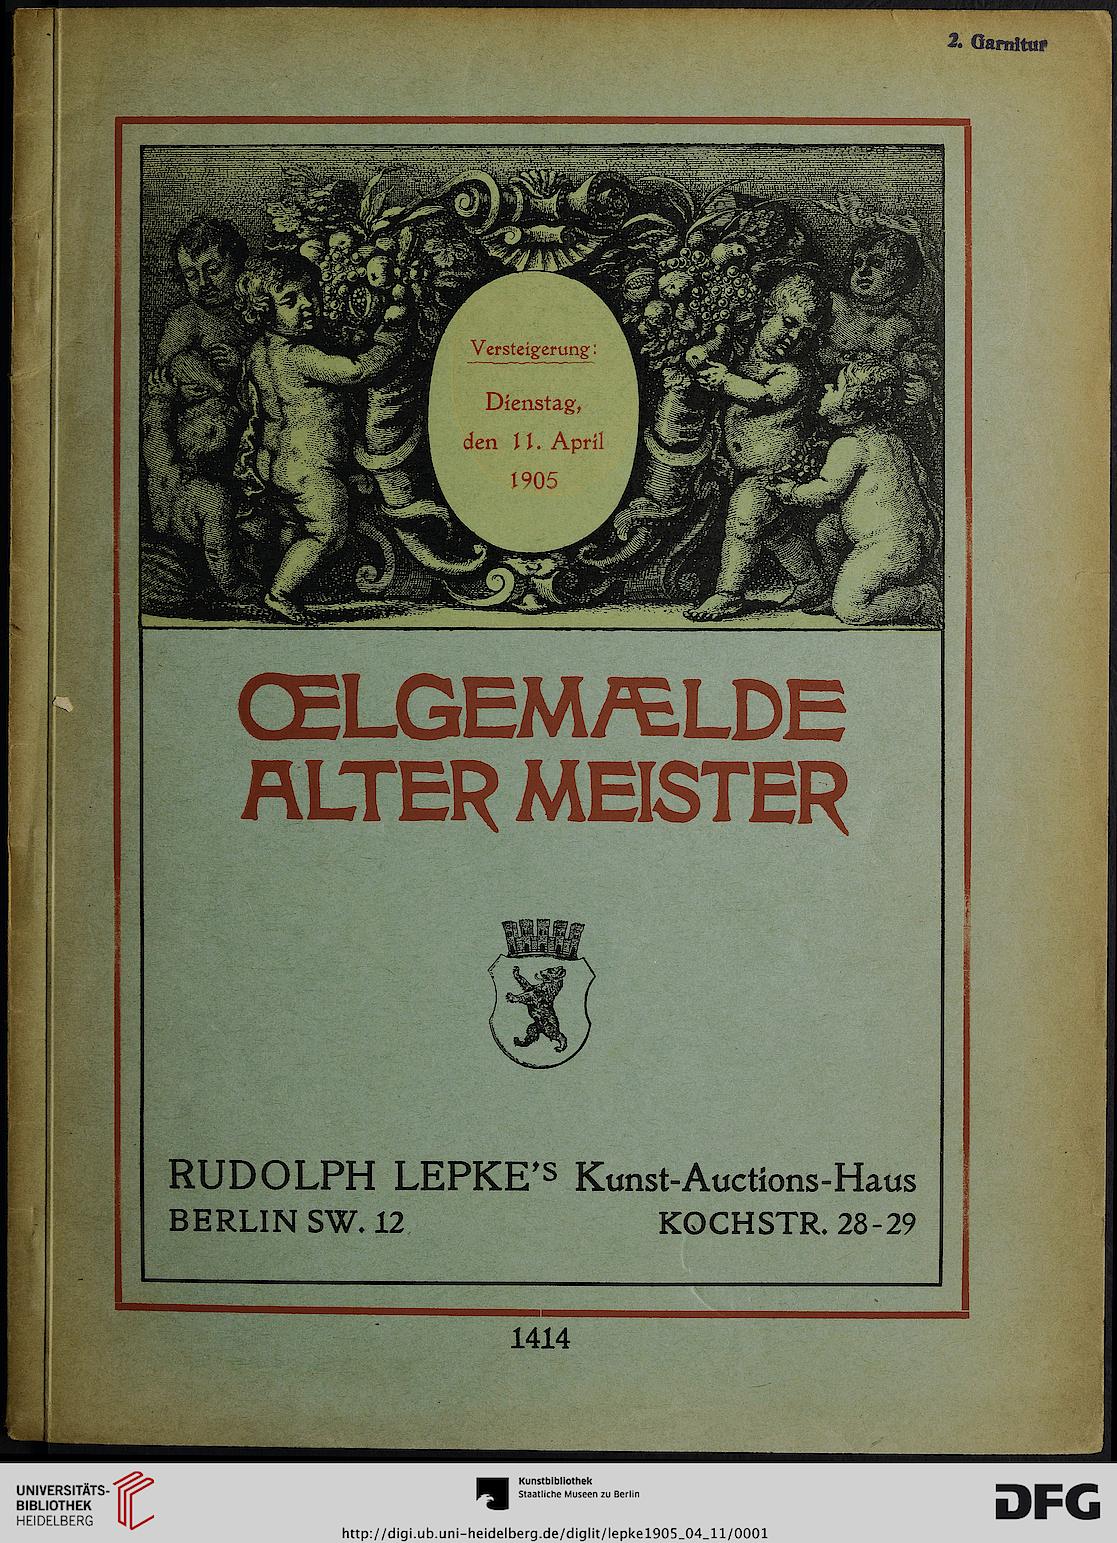 2. Garnitur
Versteigerung:
Dienstag,
den 11. April
1905
ŒLGEMÆLDE
ALTER MEISTER
RUDOLPH LEPKE'S Kunst-Auctions-Haus
BERLIN SW. 12 KOCHSTR. 28-29
1414
UNIVERSITÄTS-
BIBLIOTHEK
HEIDELBERG
Kunstbibliothek
Staatliche Museen zu Berlin
DFG
http://digi.ub.uni-heidelberg.de/diglit/lepke1905_04_11/0001